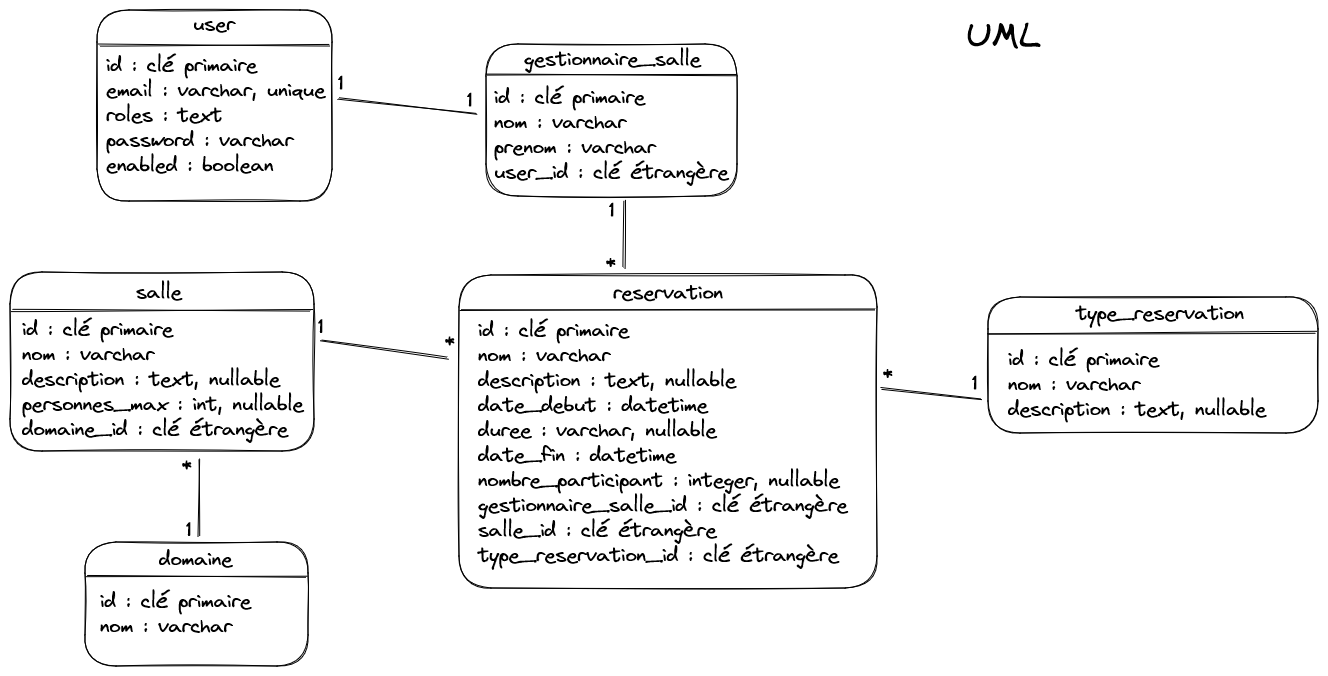 UML
user
id : clé primaire
email : varchar, unique
roles : text
password : varchar
enabled : boolean
1
1
gestionnaire_salle
id : clé primaire
nom : varchar
prenom : varchar
user_id : clé étrangère
1
*
salle
id : clé primaire
nom : varchar
description : text, nullable
personnes_max : int, nullable
domaine_id : clé étrangère
1
*
reservation
id : clé primaire
nom : varchar
description : text, nullable
date_debut : datetime
duree : varchar, nullable
date_fin : datetime
nombre_participant : integer, nullable
gestionnaire_salle_id : clé étrangère
salle_id : clé étrangère
type_reservation_id : clé étrangère
*
1
type_reservation
id : clé primaire
nom : varchar
description : text, nullable
*
1
domaine
id : clé primaire
nom : varchar